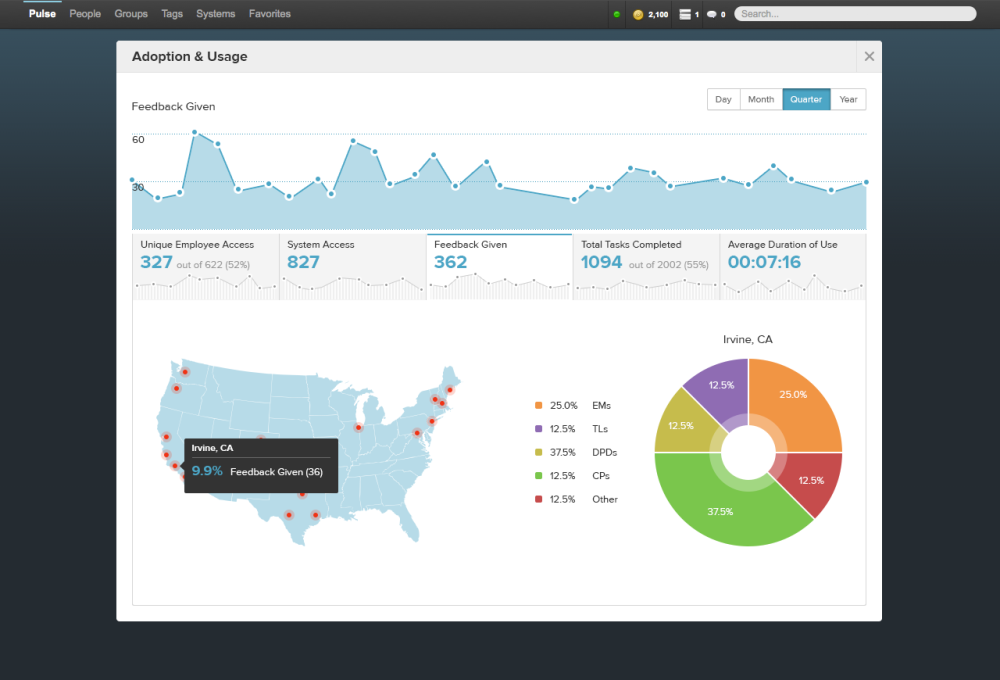 Pulse People Groups Tags Systems Favorites 2,100 1 0 Search...
Adoption & Usage
Feedback Given
Day Month Quarter Year
60
30
Unique Employee Access
327 out of 622 (52%)
System Access
827
Feedback Given
362
Total Tasks Completed
1094 out of 2002 (55%)
Average Duration of Use
00:07:16
Irvine, CA
9.9% Feedback Given (36)
25.0% EMs
12.5% TLs
37.5% DPDs
12.5% CPs
12.5% Other
Irvine, CA
12.5%
25.0%
12.5%
12.5%
37.5%